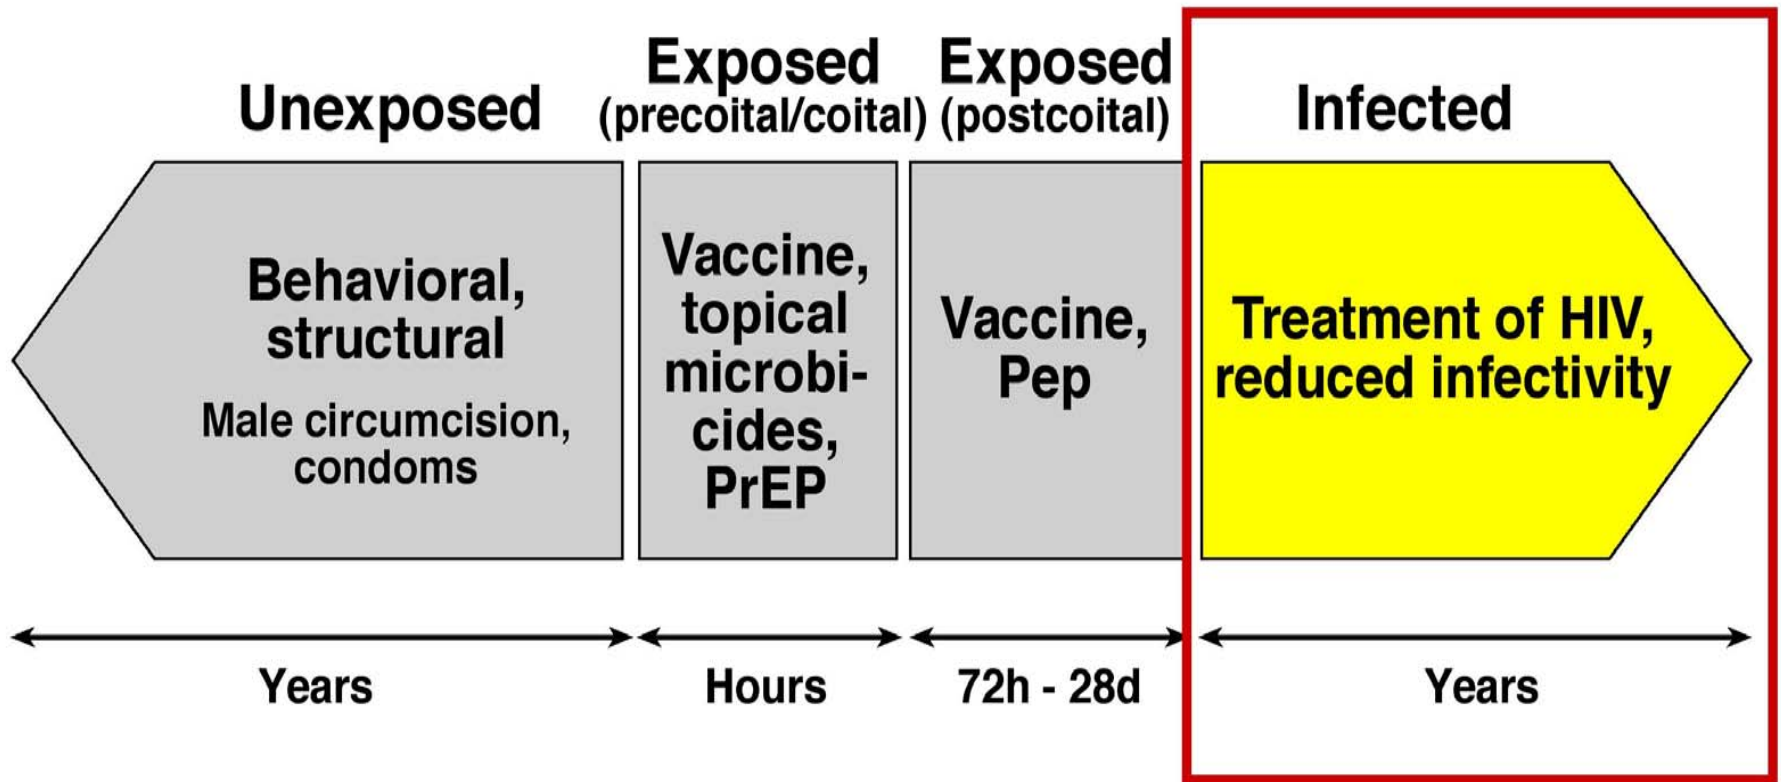 Unexposed
Exposed
(precoital/coital)
Exposed
(postcoital)
Infected
Behavioral,
structural
Male circumcision,
condoms
Vaccine,
topical
microbi-
cides,
PrEP
Vaccine,
Pep
Treatment of HIV,
reduced infectivity
Years
Hours
72h - 28d
Years